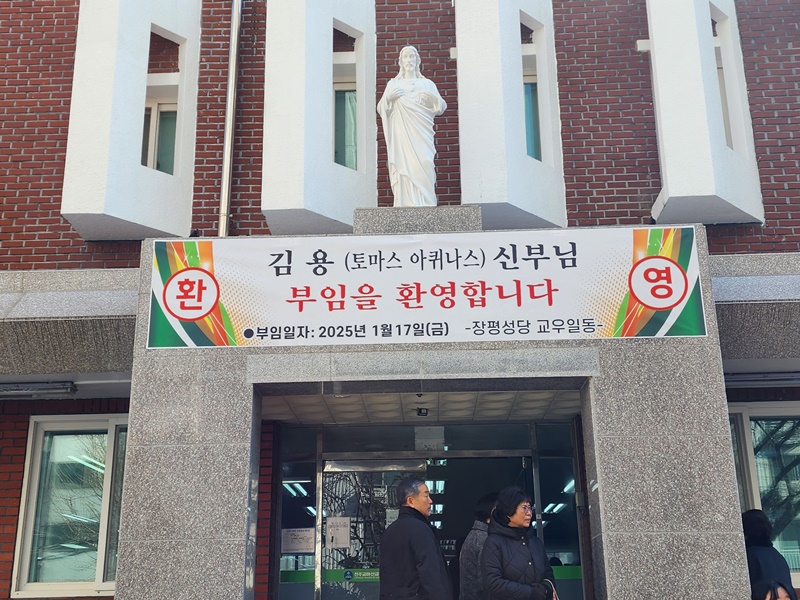 환 영
김 용 (토마스 아퀴나스) 신부님
부임을 환영합니다
●부임일자: 2025년 1월 17일(금) -장평성당 교우일동-